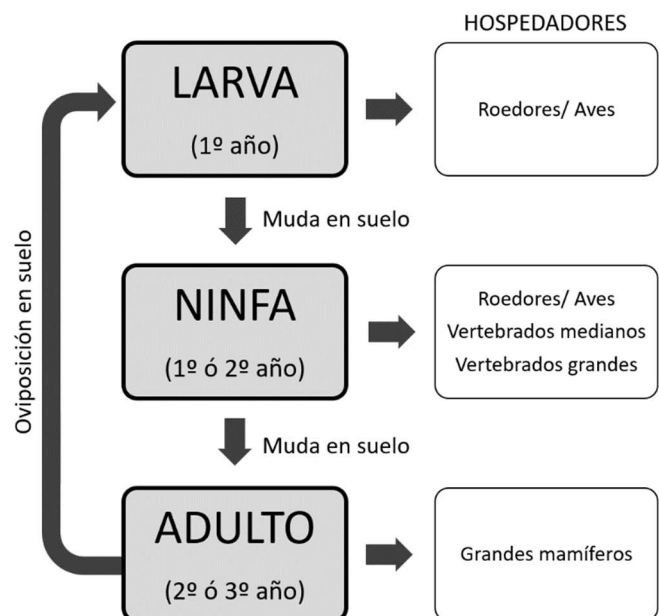 HOSPEDADORES
LARVA
(1º año)
Roedores/ Aves
Muda en suelo
NINFA
(1º ó 2º año)
Roedores/ Aves
Vertebrados medianos
Vertebrados grandes
Muda en suelo
ADULTO
(2º ó 3º año)
Grandes mamíferos
Oviposición en suelo